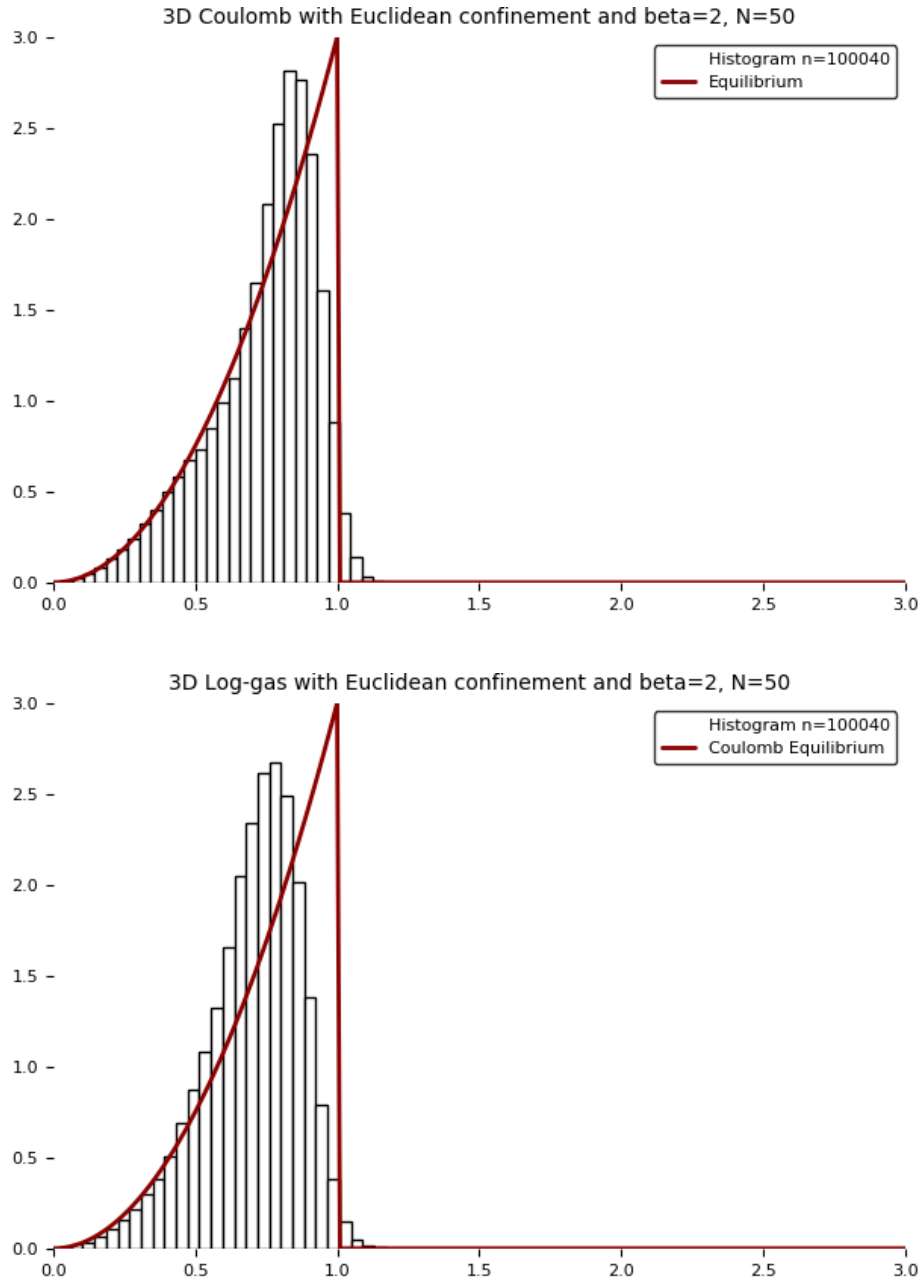 3D Coulomb with Euclidean confinement and beta=2, N=50
3.0
Histogram n=100040
Equilibrium
2.5
2.0
1.5
1.0
0.5
0.0
0.0 0.5 1.0 1.5 2.0 2.5 3.0
3D Log-gas with Euclidean confinement and beta=2, N=50
3.0
Histogram n=100040
Coulomb Equilibrium
2.5
2.0
1.5
1.0
0.5
0.0
0.0 0.5 1.0 1.5 2.0 2.5 3.0